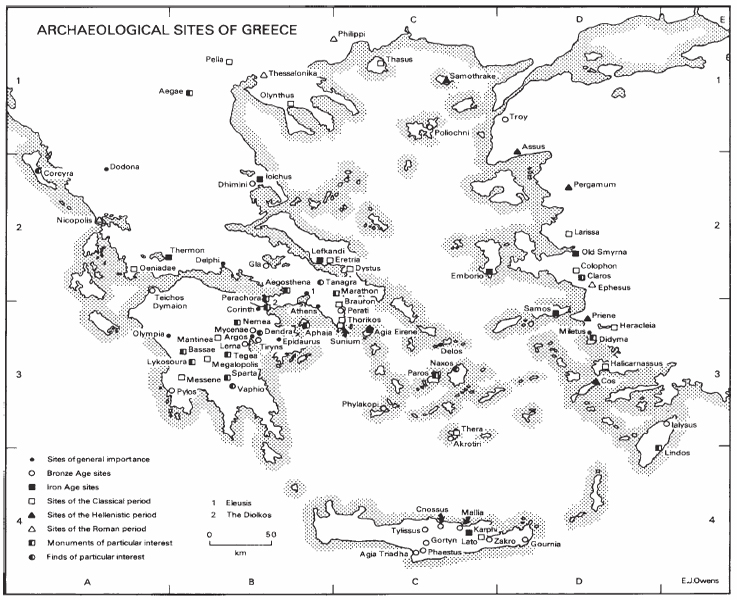 C
D
E
ARCHAEOLOGICAL SITES OF GREECE
Philippi
Pella
Thasus
Thessalonika
Samothrake
1
1
Aegae
Olynthus
Troy
Poliochni
Assus
Dodona
Corcyra
Iolchus
Dhimini
Pergamum
Nicopolis
2
2
Larissa
Thermon
Lefkandi
Old Smyrna
Delphi
Eretria
Oeniadae
Gla
Dystus
Colophon
Emborio
Claros
Aegosthena
Tanagra
Ephesus
Teichos
Dymaion
Perachora
1
Marathon
2
Brauron
Corinth
Athens
Perati
Samos
Priene
Nemea
Thorikos
Miletus
Heracleia
Olympia
Mycenae
Dendra
Aphaia
Agia Eirene
Mantinea
Argos
Sunium
Didyma
Lerna
Tiryns
Epidaurus
Delos
Bassae
Tegea
Naxos
Lykosoura
Megalopolis
Halicarnassus
3
3
Paros
Messene
Sparta
Cos
Pylos
Vaphio
Phylakopi
Thera
Ialysus
Akrotiri
Lindos
Sites of general importance
Bronze Age sites
Iron Age sites
Sites of the Classical period
Sites of the Hellenistic period
Sites of the Roman period
Monuments of particular interest
Finds of particular interest
1 Eleusis
2 The Diolkos
0 50
km
4
4
Cnossus
Mallia
Tylissus
Karphi
Gortyn
Lato
Zakro
Gournia
Agia Triadha
Phaestus
E.J.Owens
A
B
C
D